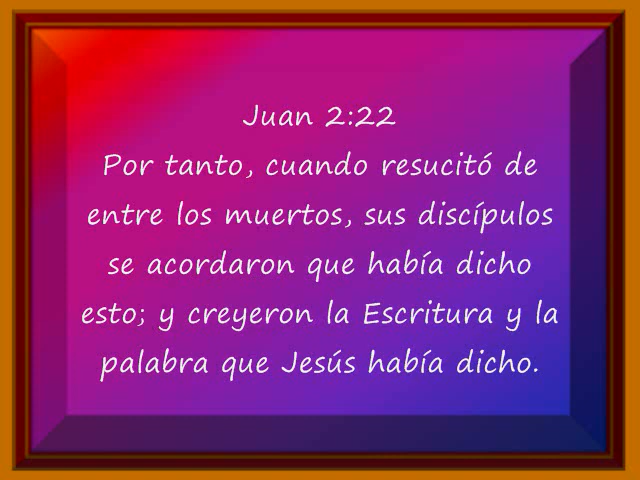 Juan 2:22
Por tanto, cuando resucitó de
entre los muertos, sus discípulos
se acordaron que había dicho
esto; y creyeron la Escritura y la
palabra que Jesús había dicho.